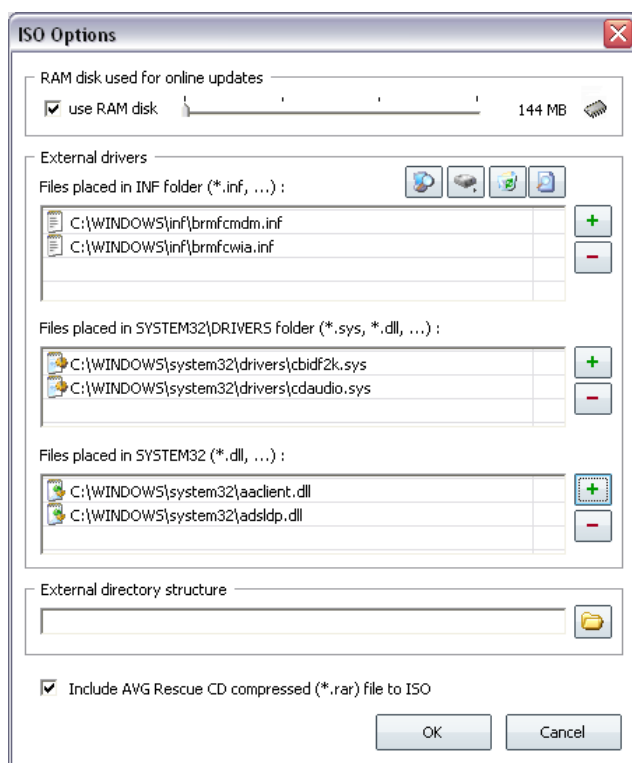 ISO Options
RAM disk used for online updates
use RAM disk 144 MB
External drivers
Files placed in INF folder (*.inf, ...) :
C:\WINDOWS\inf\brmfcmdm.inf
C:\WINDOWS\inf\brmfcwia.inf
Files placed in SYSTEM32\DRIVERS folder (*.sys, *.dll, ...) :
C:\WINDOWS\system32\drivers\cbidf2k.sys
C:\WINDOWS\system32\drivers\cdaudio.sys
Files placed in SYSTEM32 (*.dll, ...) :
C:\WINDOWS\system32\aaclient.dll
C:\WINDOWS\system32\adsldp.dll
External directory structure
Include AVG Rescue CD compressed (*.rar) file to ISO
OK Cancel